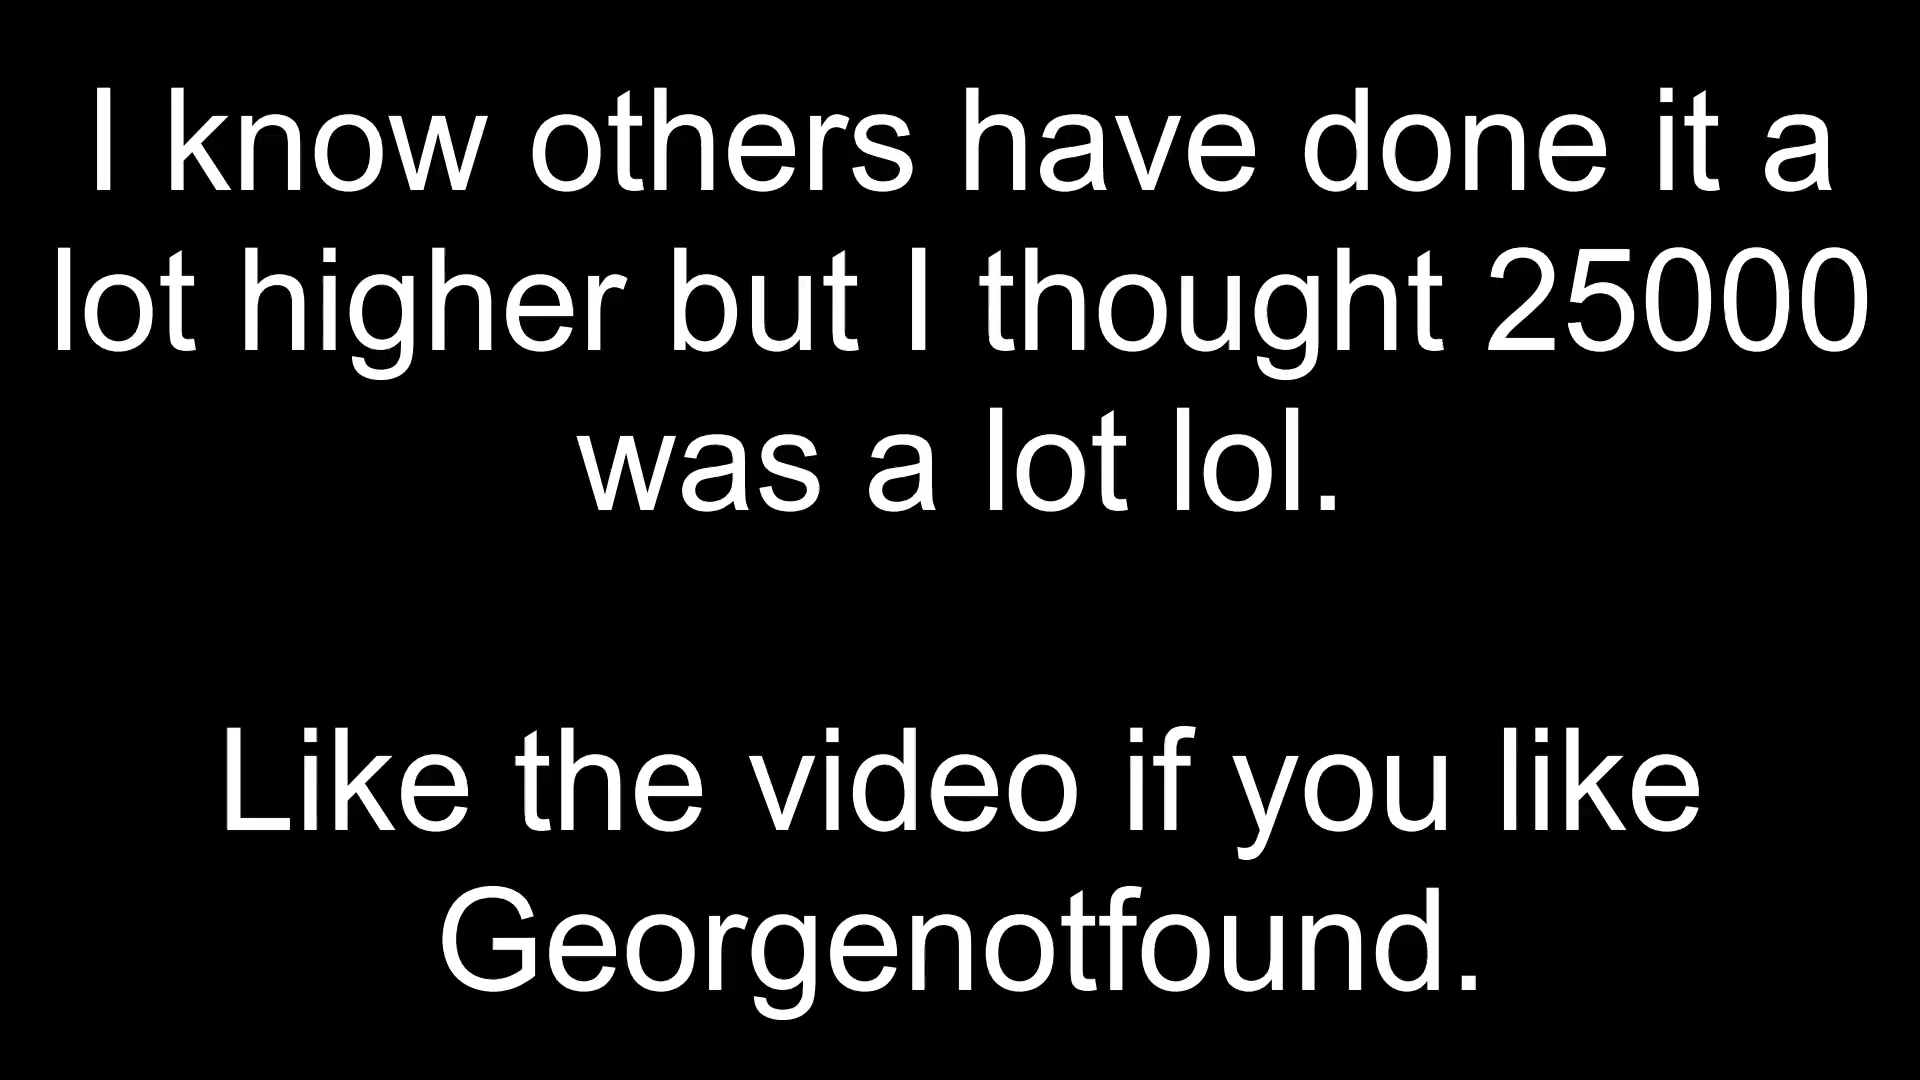 I know others have done it a
lot higher but I thought 25000
was a lot lol.
Like the video if you like
Georgenotfound.